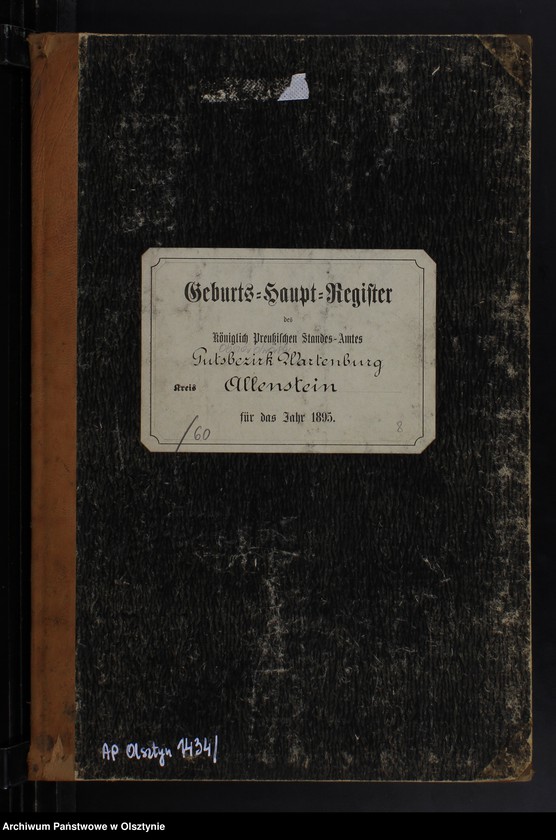 Geburts-Haupt-Register
des
Königlich Preußischen Standes-Amtes
Gutsbezirk Wartenburg
Kreis Allenstein
für das Jahr 1895.
/60
8
AP Olsztyn 1434/
Archiwum Państwowe w Olsztynie